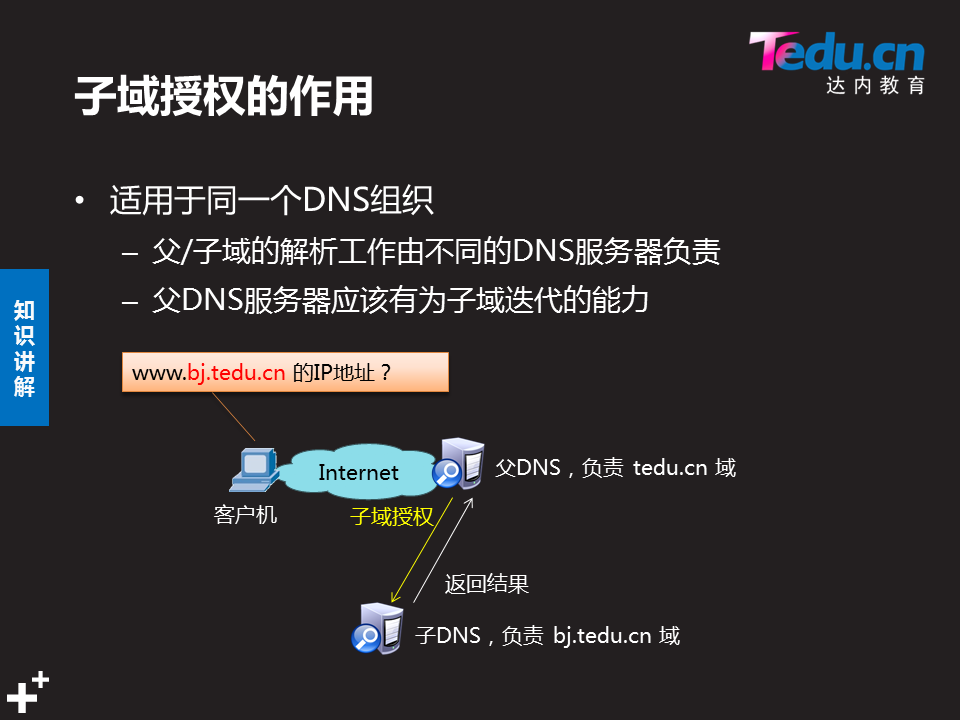 Tedu.cn
达内教育
子域授权的作用
• 适用于同一个DNS组织
– 父/子域的解析工作由不同的DNS服务器负责
– 父DNS服务器应该有为子域迭代的能力
知识讲解
www.bj.tedu.cn 的IP地址？
Internet
父DNS，负责 tedu.cn 域
客户机
子域授权
返回结果
子DNS，负责 bj.tedu.cn 域